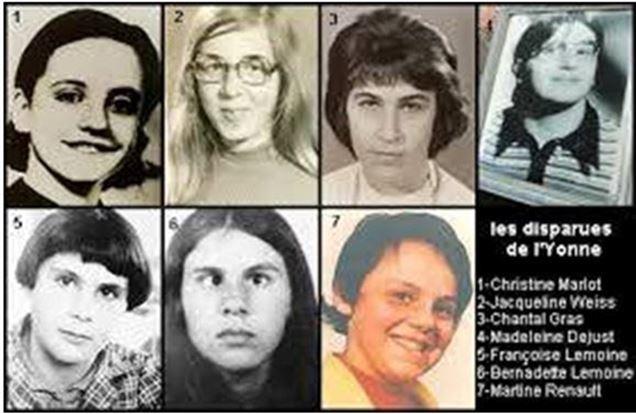 1
2
3
4
5
6
7
les disparues
de l'Yonne
1-Christine Marlot
2-Jacqueline Weiss
3-Chantal Gras
4-Madeleine Dejust
5-Françoise Lemoine
6-Bernadette Lemoine
7-Martine Renault